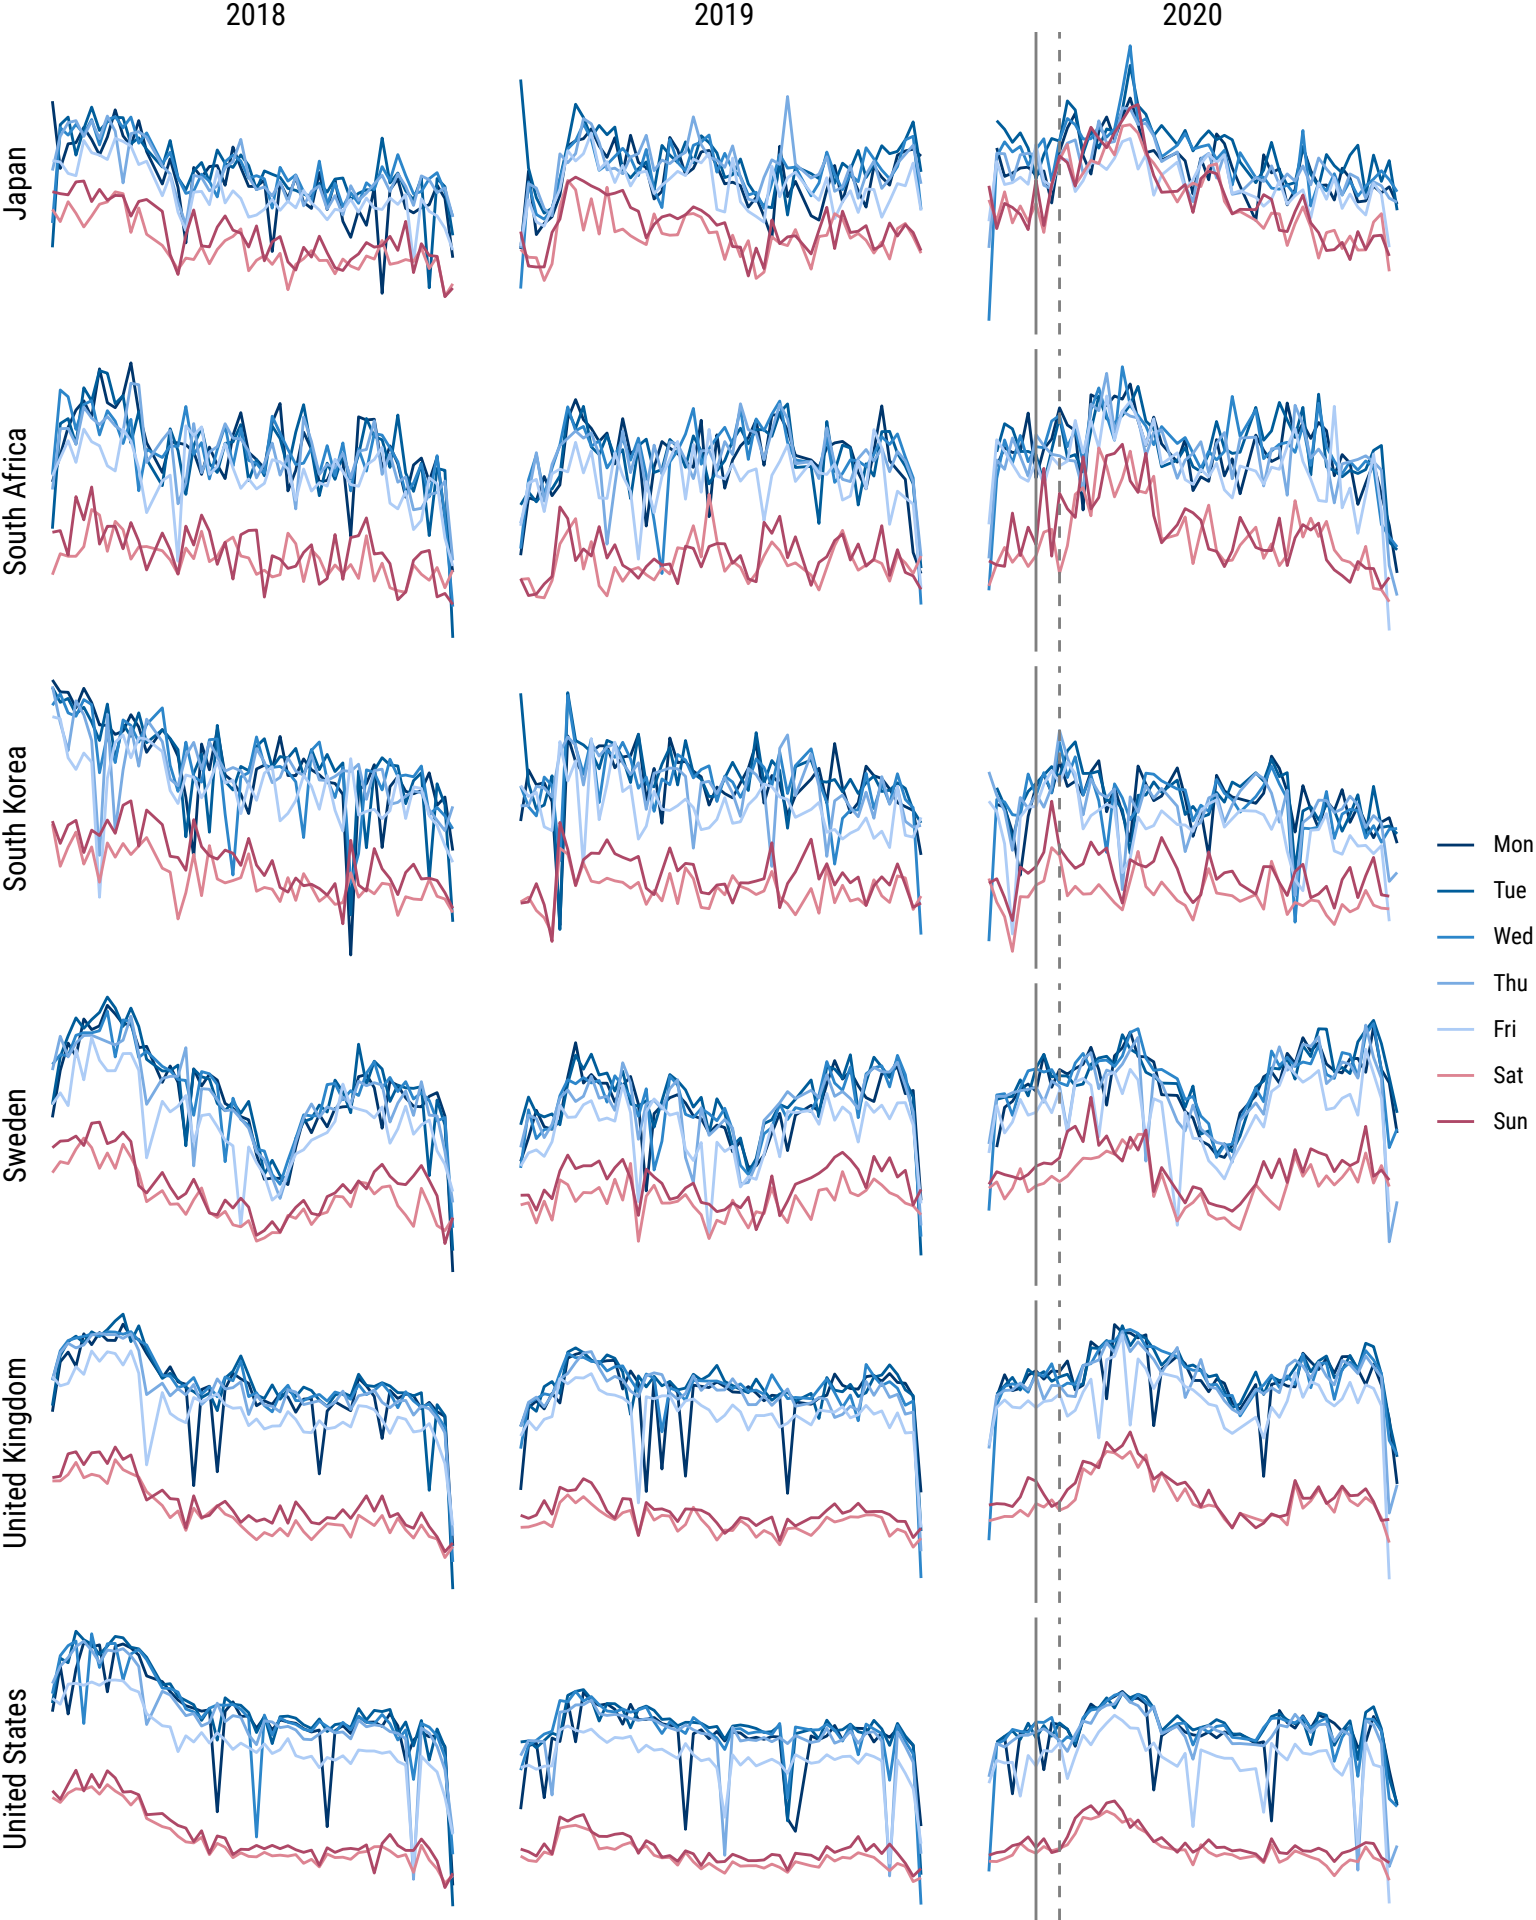 2018
2019
2020
Japan
South Africa
South Korea
Sweden
United Kingdom
United States
Mon
Tue
Wed
Thu
Fri
Sat
Sun